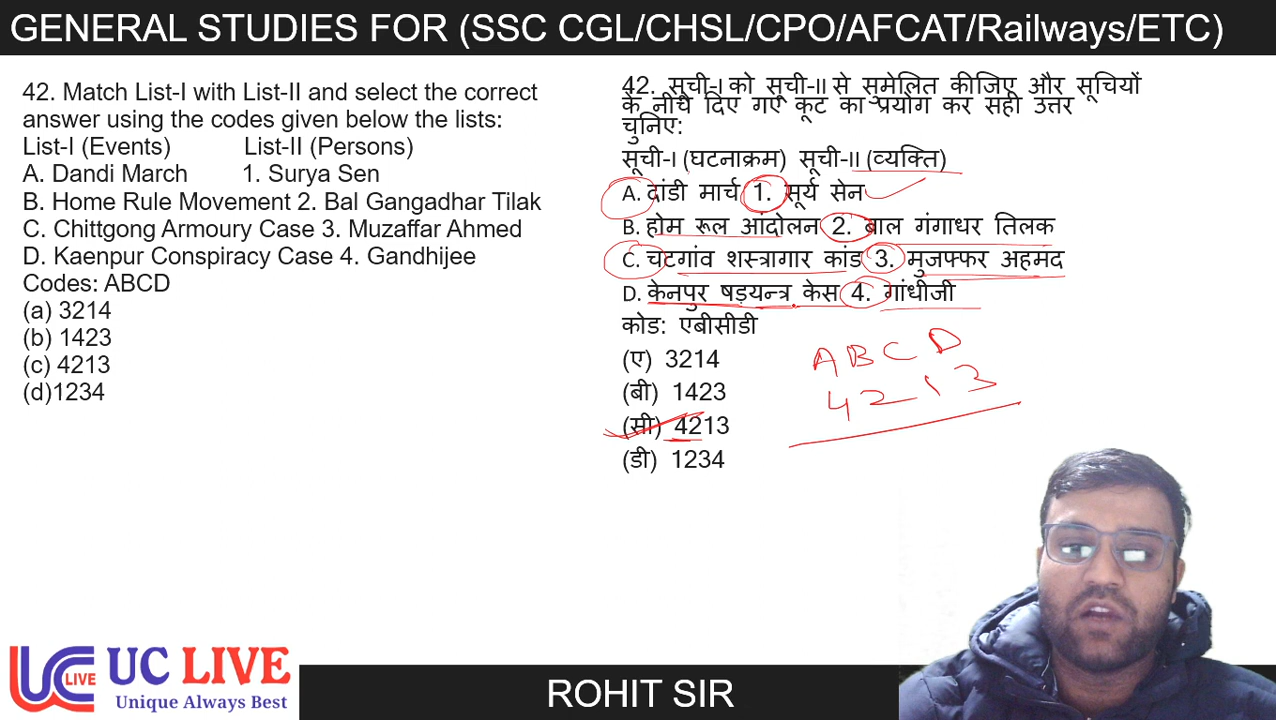 GENERAL STUDIES FOR (SSC CGL/CHSL/CPO/AFCAT/Railways/ETC)
42. Match List-I with List-II and select the correct
answer using the codes given below the lists:
List-I (Events) List-II (Persons)
A. Dandi March 1. Surya Sen
B. Home Rule Movement 2. Bal Gangadhar Tilak
C. Chittgong Armoury Case 3. Muzaffar Ahmed
D. Kaenpur Conspiracy Case 4. Gandhijee
Codes: ABCD
(a) 3214
(b) 1423
(c) 4213
(d)1234
42. सूची-I को सूची-II से सुमेलित कीजिए और सूचियों
के नीचे दिए गए कूट का प्रयोग कर सही उत्तर
चुनिए:
सूची-I (घटनाक्रम) सूची-II (व्यक्ति)
A. दांडी मार्च 1. सूर्य सेन
B. होम रूल आंदोलन 2. बाल गंगाधर तिलक
C. चटगांव शस्त्रागार कांड 3. मुजफ्फर अहमद
D. केनपुर षड़यन्त्र केस 4. गांधीजी
कोड: एबीसीडी
(ए) 3214
(बी) 1423
(सी) 4213
(डी) 1234
A B C D
4 2 1 3
LIVE
UC LIVE
Unique Always Best
ROHIT SIR